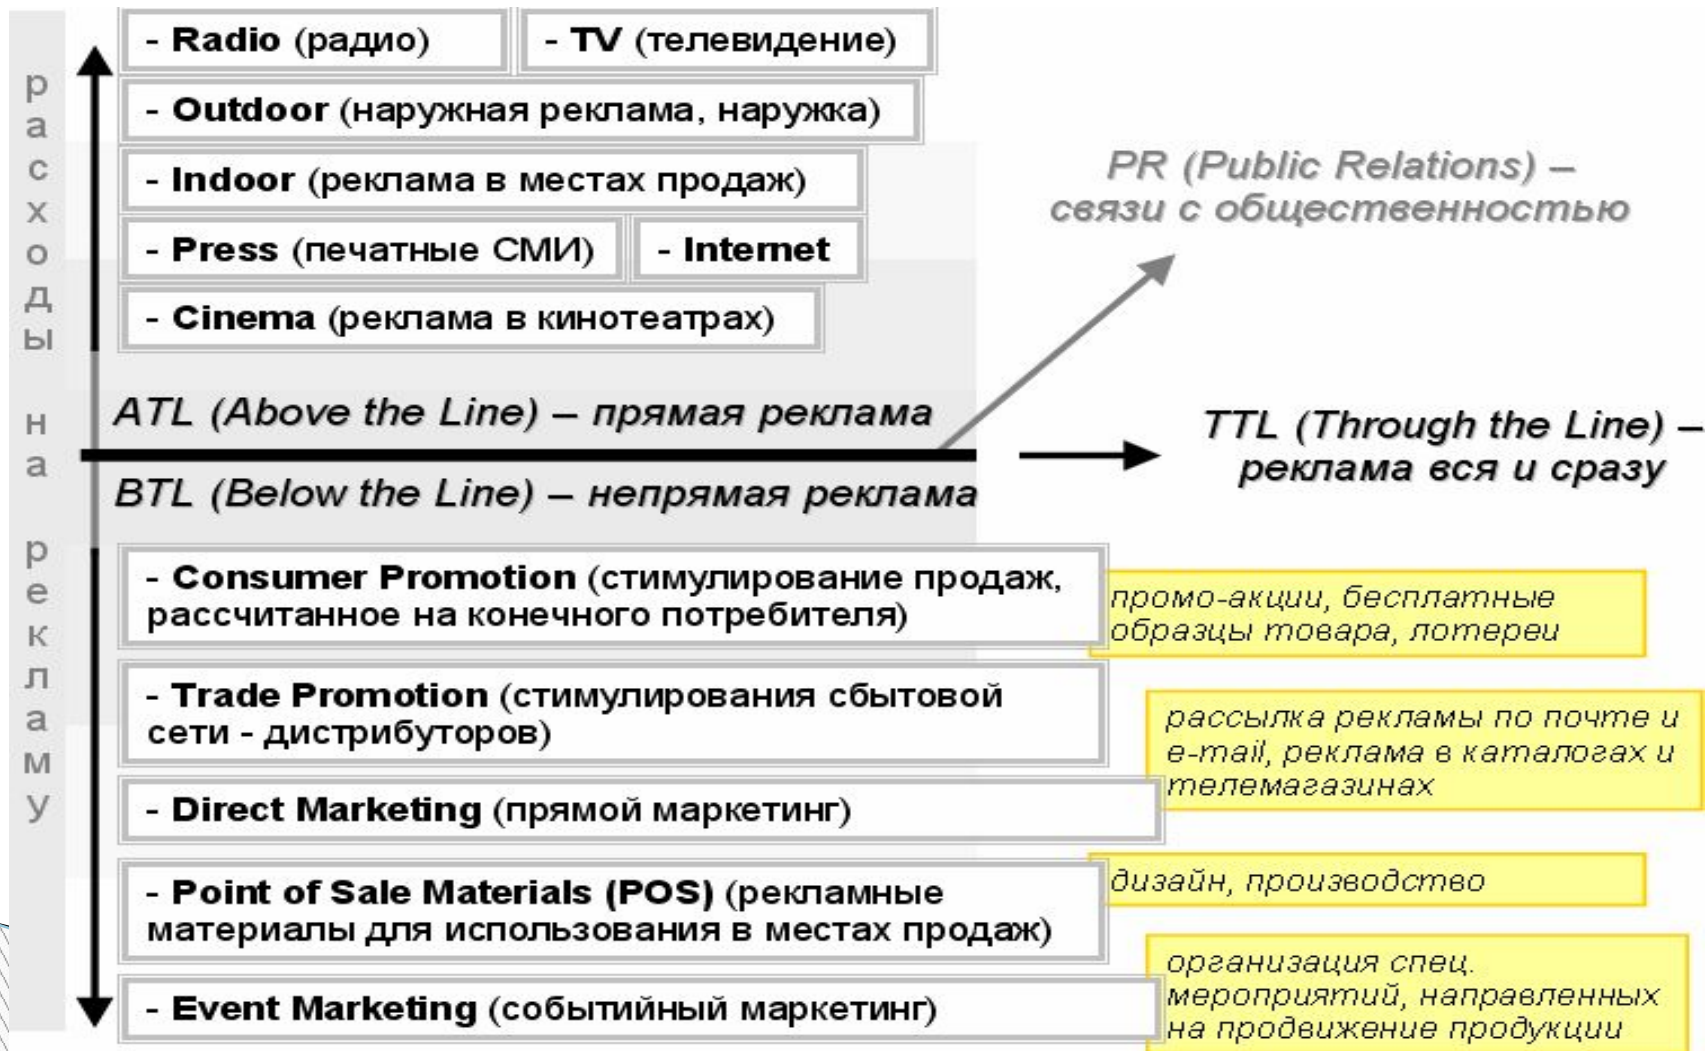 расходы на рекламу
- Radio (радио)
- TV (телевидение)
- Outdoor (наружная реклама, наружка)
- Indoor (реклама в местах продаж)
- Press (печатные СМИ)
- Internet
- Cinema (реклама в кинотеатрах)
PR (Public Relations) –
связи с общественностью
ATL (Above the Line) – прямая реклама
BTL (Below the Line) – непрямая реклама
TTL (Through the Line) –
реклама вся и сразу
- Consumer Promotion (стимулирование продаж,
рассчитанное на конечного потребителя)
промо-акции, бесплатные
образцы товара, лотереи
- Trade Promotion (стимулирования сбытовой
сети - дистрибуторов)
- Direct Marketing (прямой маркетинг)
рассылка рекламы по почте и
e-mail, реклама в каталогах и
телемагазинах
- Point of Sale Materials (POS) (рекламные
материалы для использования в местах продаж)
дизайн, производство
- Event Marketing (событийный маркетинг)
организация спец.
мероприятий, направленных
на продвижение продукции